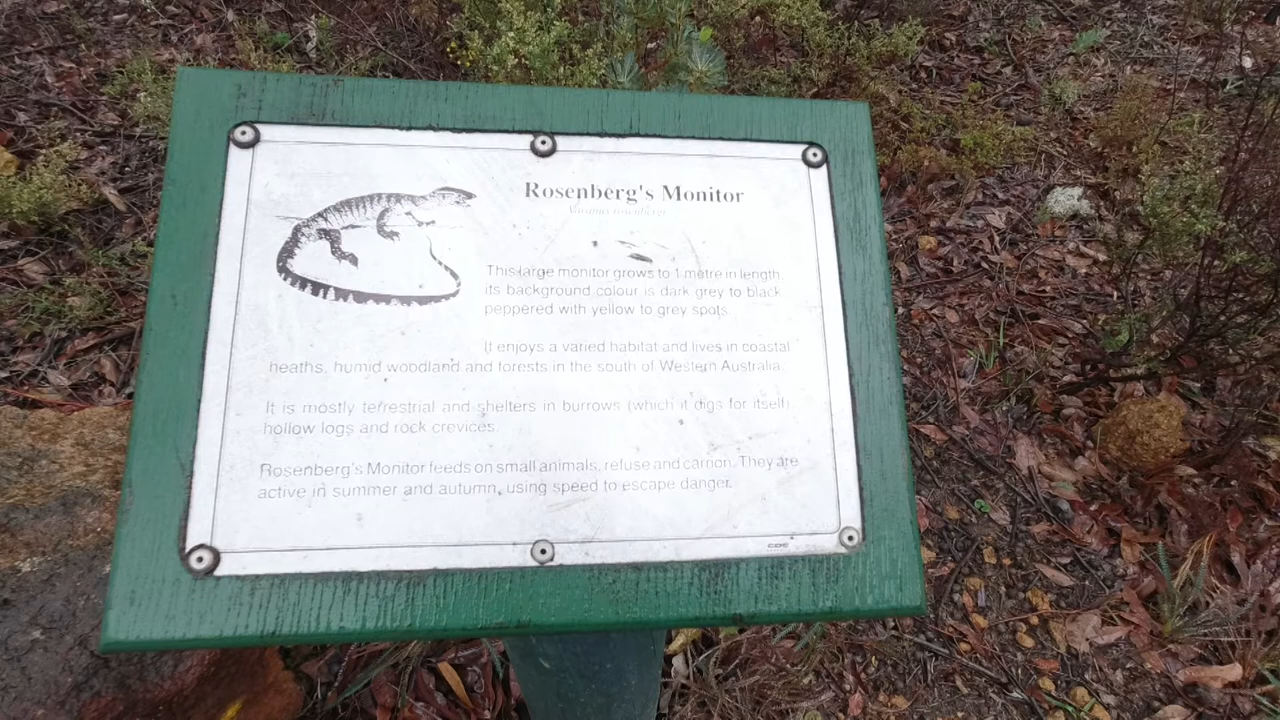 Rosenberg's Monitor
Varanus rosenbergi
This large monitor grows to 1 metre in length,
its background colour is dark grey to black
peppered with yellow to grey spots.
It enjoys a varied habitat and lives in coastal
heaths, humid woodland and forests in the south of Western Australia.
It is mostly terrestrial and shelters in burrows (which it digs for itself)
hollow logs and rock crevices.
Rosenberg's Monitor feeds on small animals, refuse and carrion. They are
active in summer and autumn, using speed to escape danger.